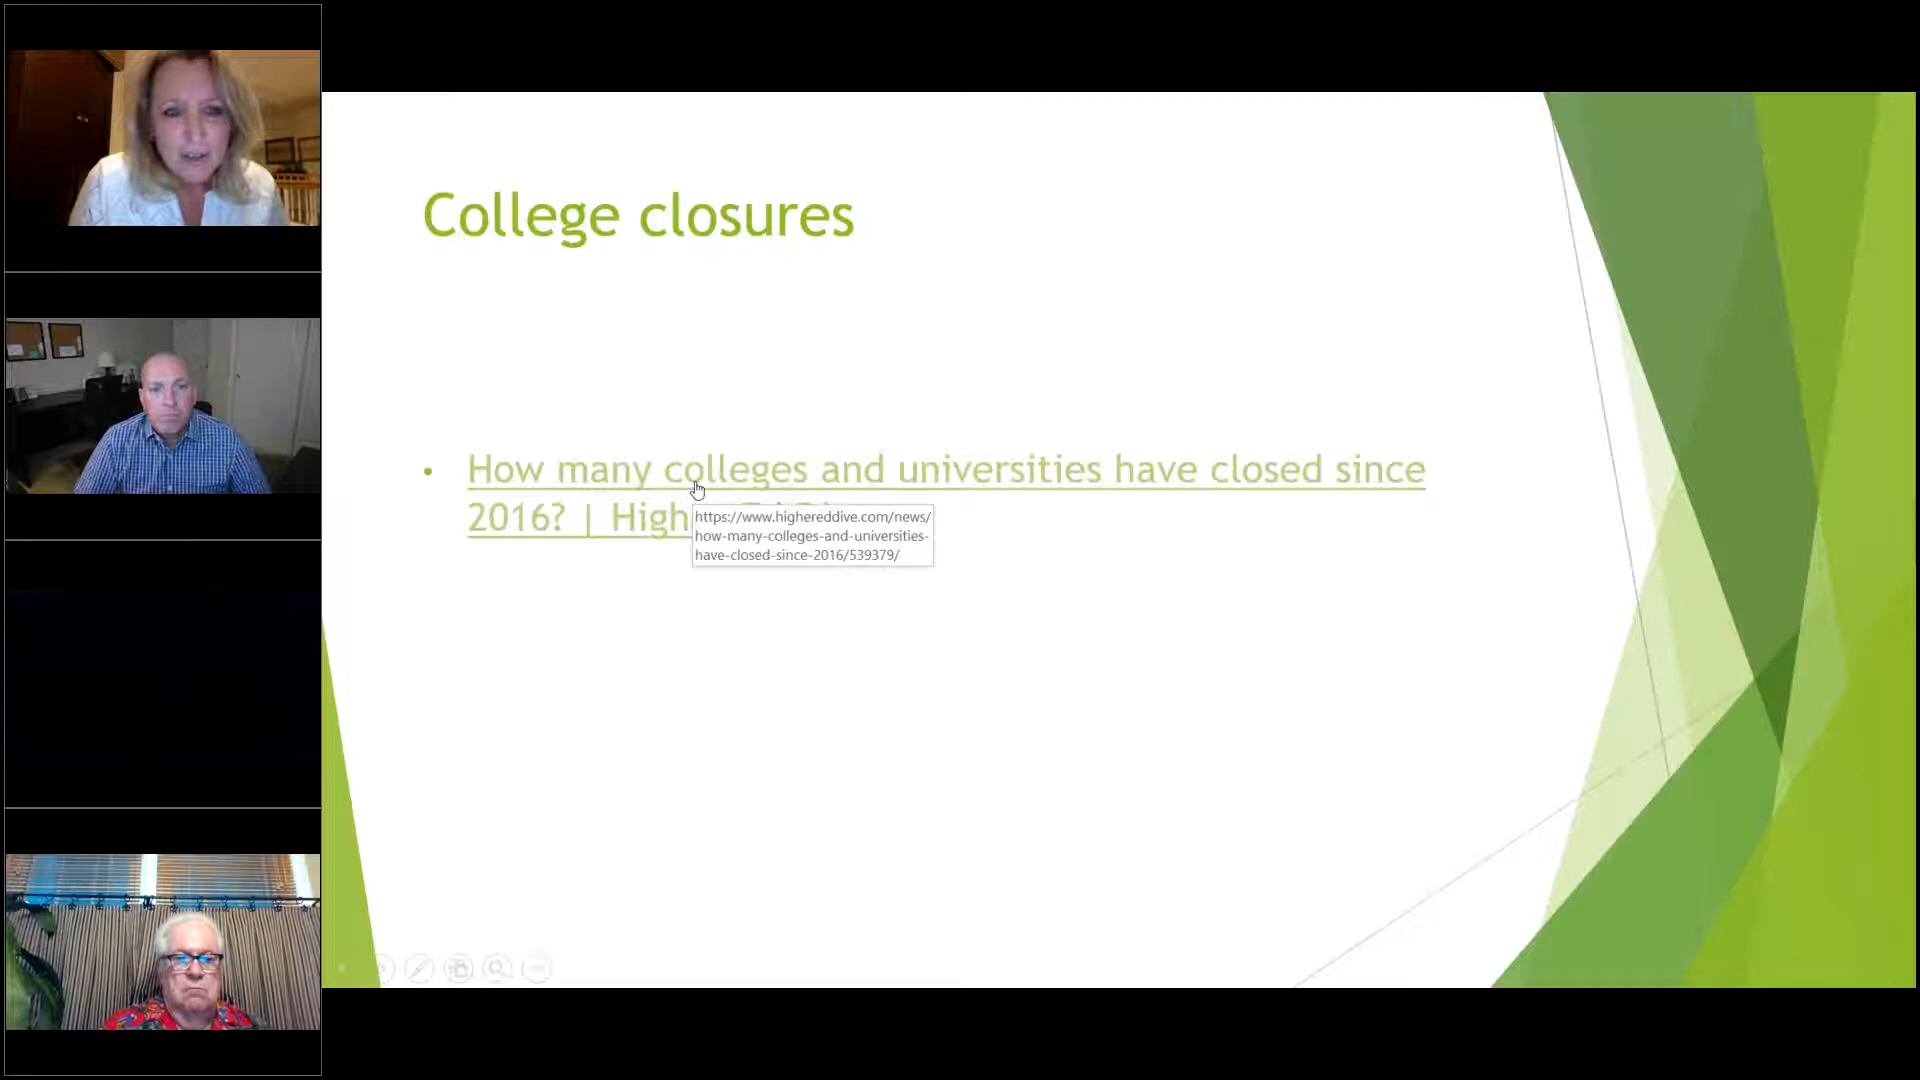 College closures
• How many colleges and universities have closed since
2016? | High
https://www.highereddive.com/news/
how-many-colleges-and-universities-
have-closed-since-2016/539379/